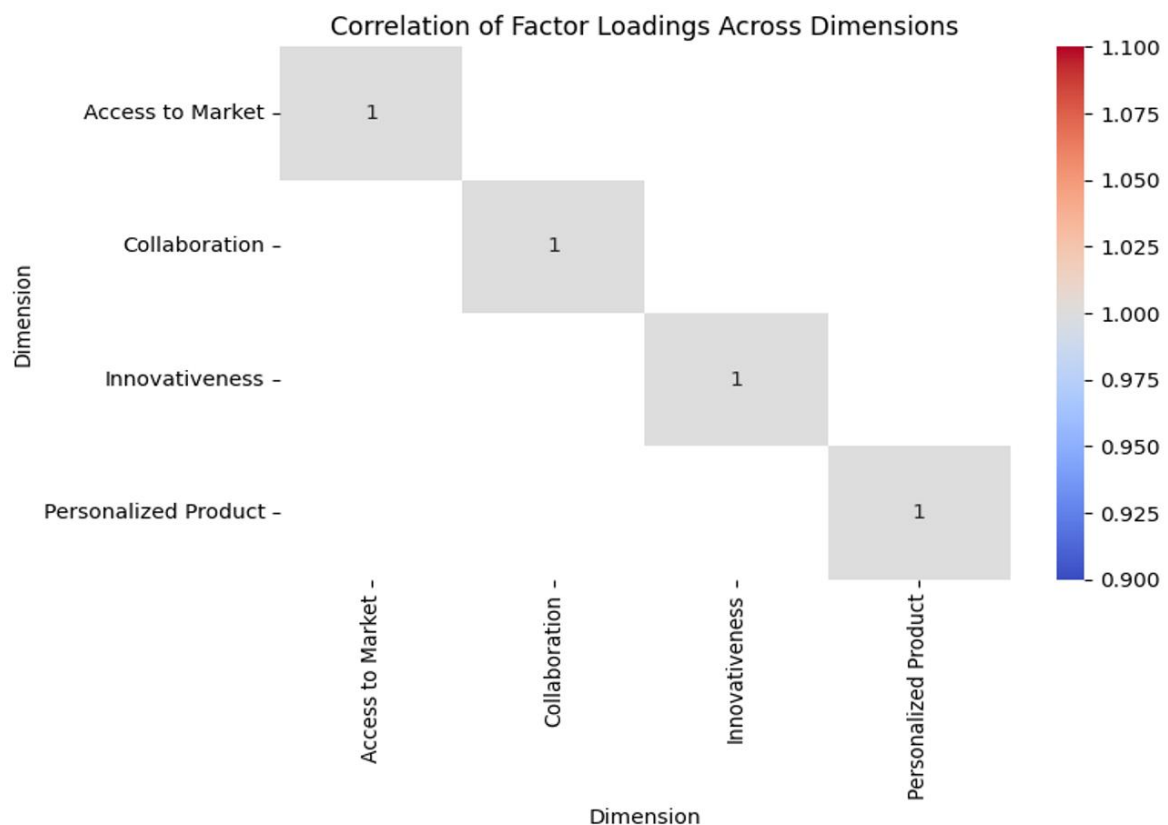 Correlation of Factor Loadings Across Dimensions
Dimension
Access to Market
Collaboration
Innovativeness
Personalized Product
1
1
1
1
Access to Market
Collaboration
Innovativeness
Personalized Product
Dimension
1.100
1.075
1.050
1.025
1.000
0.975
0.950
0.925
0.900